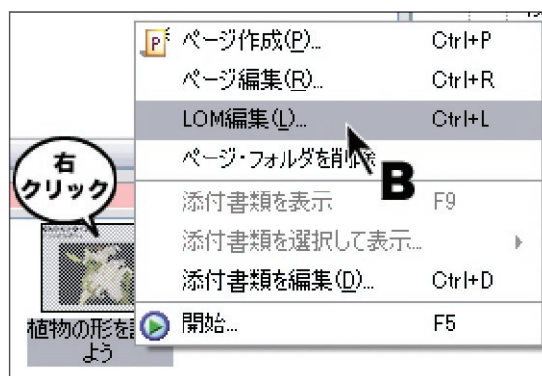 ページ作成(P)... Ctrl+P
ページ編集(R)... Ctrl+R
LOM編集(L)... Ctrl+L
ページ・フォルダを削除
B
添付書類を表示 F9
添付書類を選択して表示...
添付書類を編集(D)... Ctrl+D
開始... F5
右
クリック
植物の形を
よう